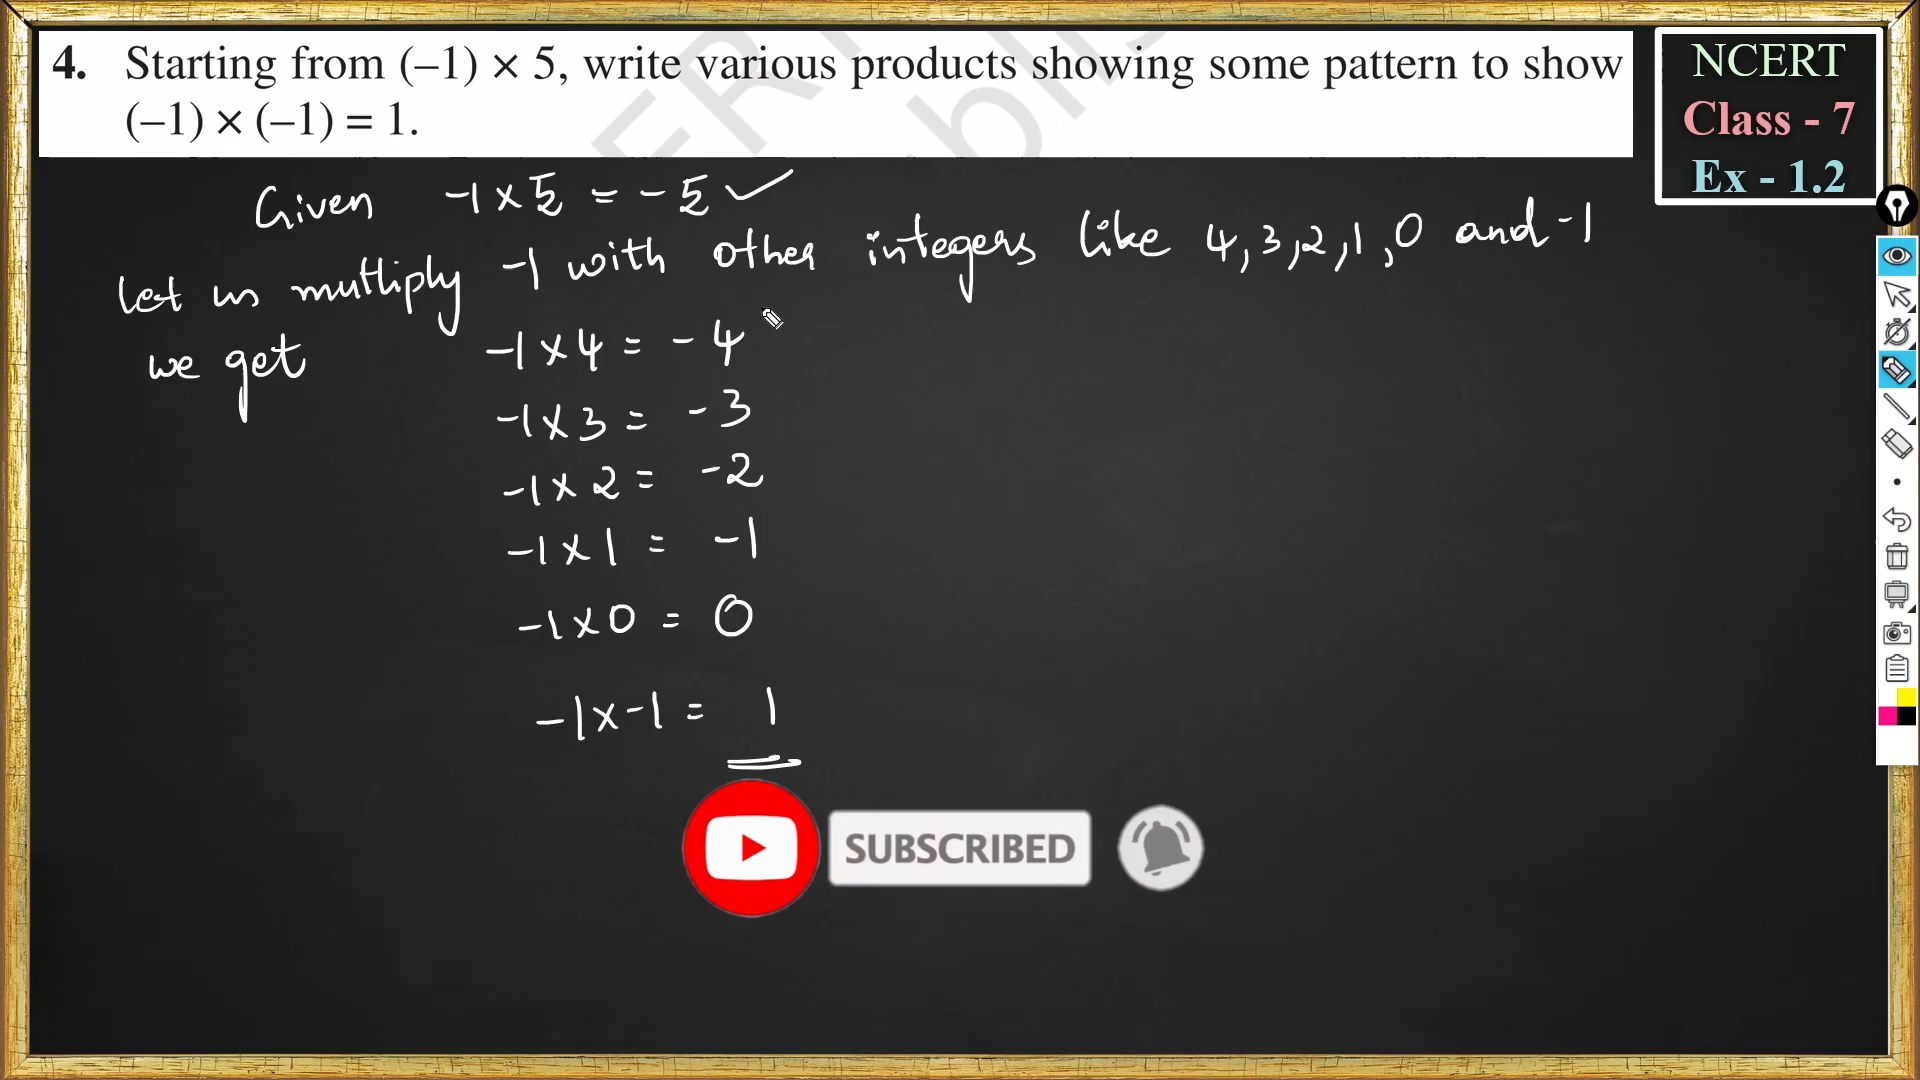 4. Starting from (–1) × 5, write various products showing some pattern to show
(–1) × (–1) = 1.
NCERT
Class - 7
Ex - 1.2
Given -1 × 5 = - 5 ✓
let us multiply -1 with other integers like 4, 3, 2, 1, 0 and -1
we get -1 × 4 = - 4
-1 × 3 = - 3
-1 × 2 = -2
-1 × 1 = -1
-1 × 0 = 0
-1 × -1 = 1
SUBSCRIBED